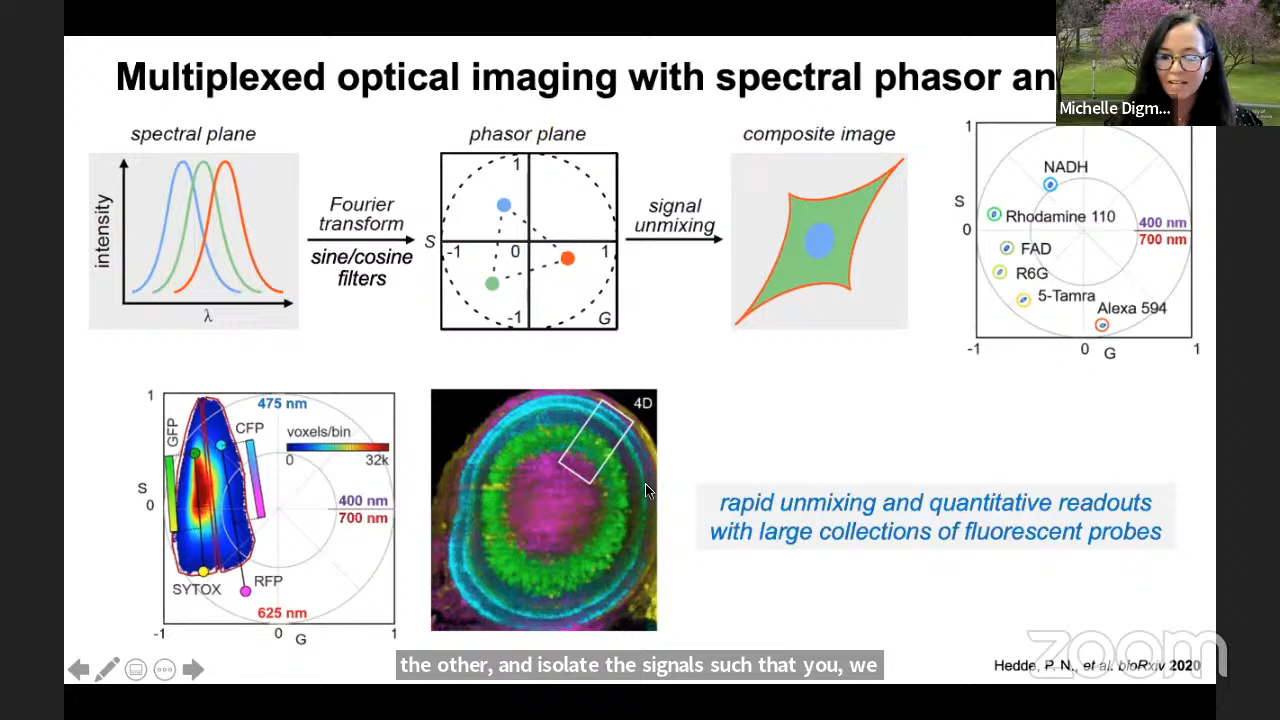 Multiplexed optical imaging with spectral phasor an
Michelle Digm...
spectral plane
phasor plane
composite image
intensity
λ
Fourier
transform
sine/cosine
filters
1
S
-1
0
1
-1
G
signal
unmixing
1
S
0
NADH
Rhodamine 110
400 nm
700 nm
FAD
R6G
5-Tamra
Alexa 594
-1
0
G
1
1
475 nm
GFP
CFP
voxels/bin
0
32k
S
0
400 nm
700 nm
SYTOX
RFP
625 nm
-1
0
G
1
4D
rapid unmixing and quantitative readouts
with large collections of fluorescent probes
zoom
the other, and isolate the signals such that you, we
Hedde, P. N., et al. bioRxiv 2020